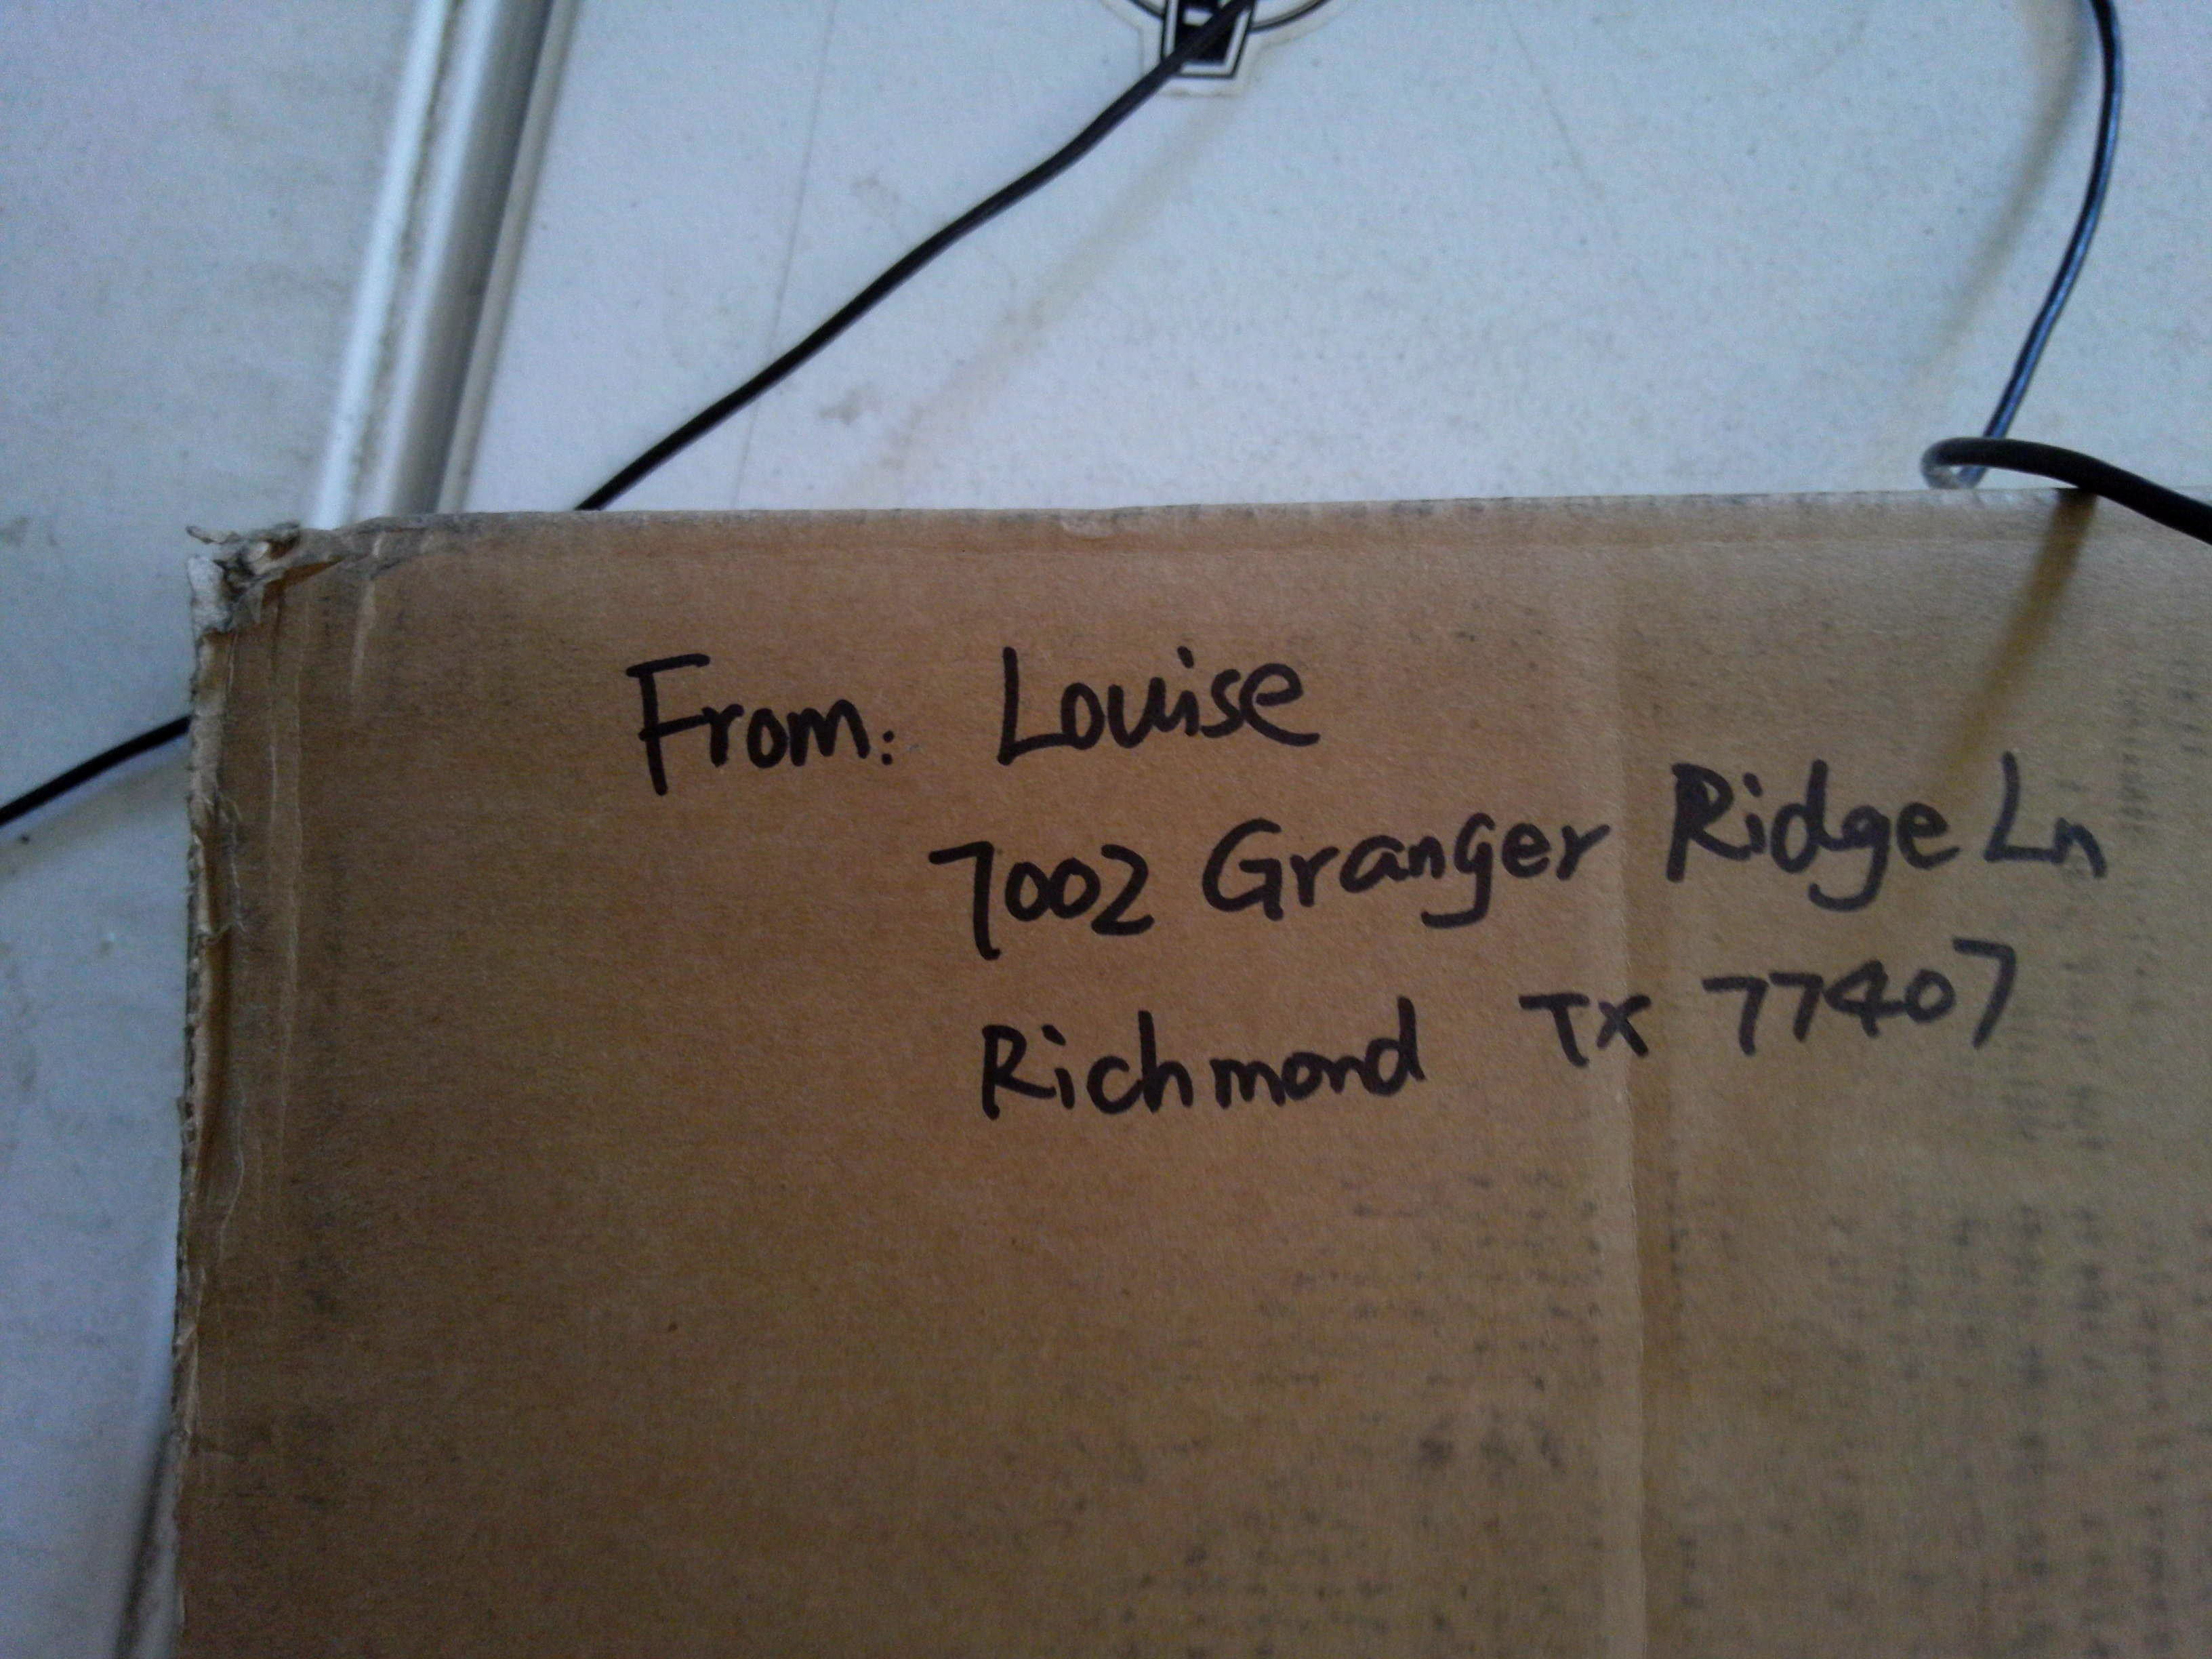 From: Louise
7002 Granger Ridge Ln
Richmond TX 77407